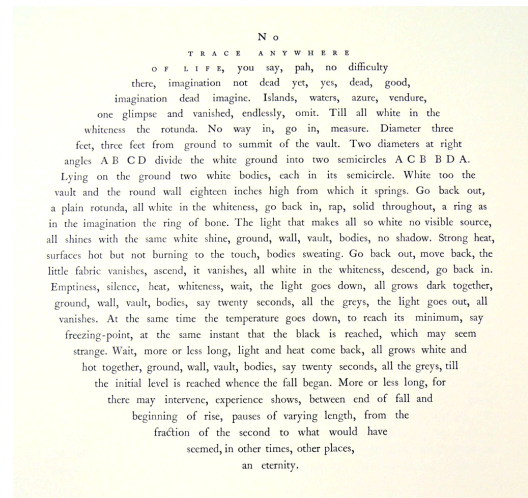 No
TRACE ANYWHERE
OF LIFE, you say, pah, no difficulty
there, imagination not dead yet, yes, dead, good,
imagination dead imagine. Islands, waters, azure, vendure,
one glimpse and vanished, endlessly, omit. Till all white in the
whiteness the rotunda. No way in, go in, measure. Diameter three
feet, three feet from ground to summit of the vault. Two diameters at right
angles A B C D divide the white ground into two semicircles A C B B D A.
Lying on the ground two white bodies, each in its semicircle. White too the
vault and the round wall eighteen inches high from which it springs. Go back out,
a plain rotunda, all white in the whiteness, go back in, rap, solid throughout, a ring as
in the imagination the ring of bone. The light that makes all so white no visible source,
all shines with the same white shine, ground, wall, vault, bodies, no shadow. Strong heat,
surfaces hot but not burning to the touch, bodies sweating. Go back out, move back, the
little fabric vanishes, ascend, it vanishes, all white in the whiteness, descend, go back in.
Emptiness, silence, heat, whiteness, wait, the light goes down, all grows dark together,
ground, wall, vault, bodies, say twenty seconds, all the greys, the light goes out, all
vanishes. At the same time the temperature goes down, to reach its minimum, say
freezing-point, at the same instant that the black is reached, which may seem
strange. Wait, more or less long, light and heat come back, all grows white and
hot together, ground, wall, vault, bodies, say twenty seconds, all the greys, till
the initial level is reached whence the fall began. More or less long, for
there may intervene, experience shows, between end of fall and
beginning of rise, pauses of varying length, from the
fraction of the second to what would have
seemed, in other times, other places,
an eternity.